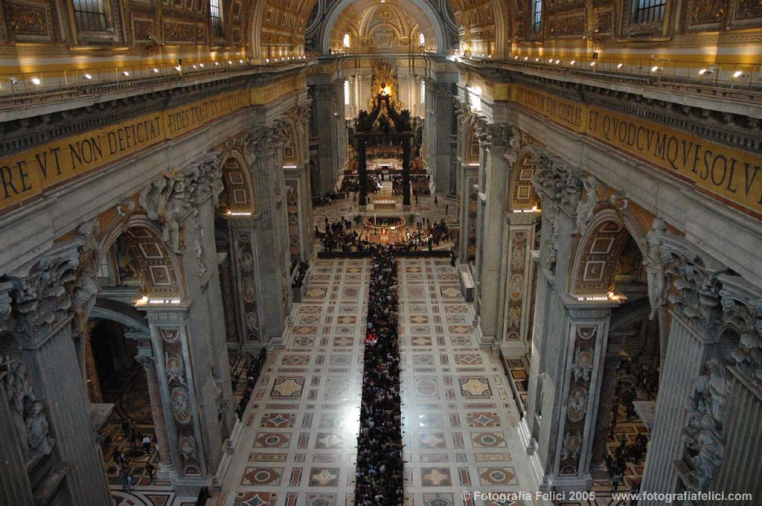 RE VT NON DEFICIAT FIDES TVA
ET QVODCVMQVE SOLV
© Fotografia Felici 2005 www.fotografiafelici.com